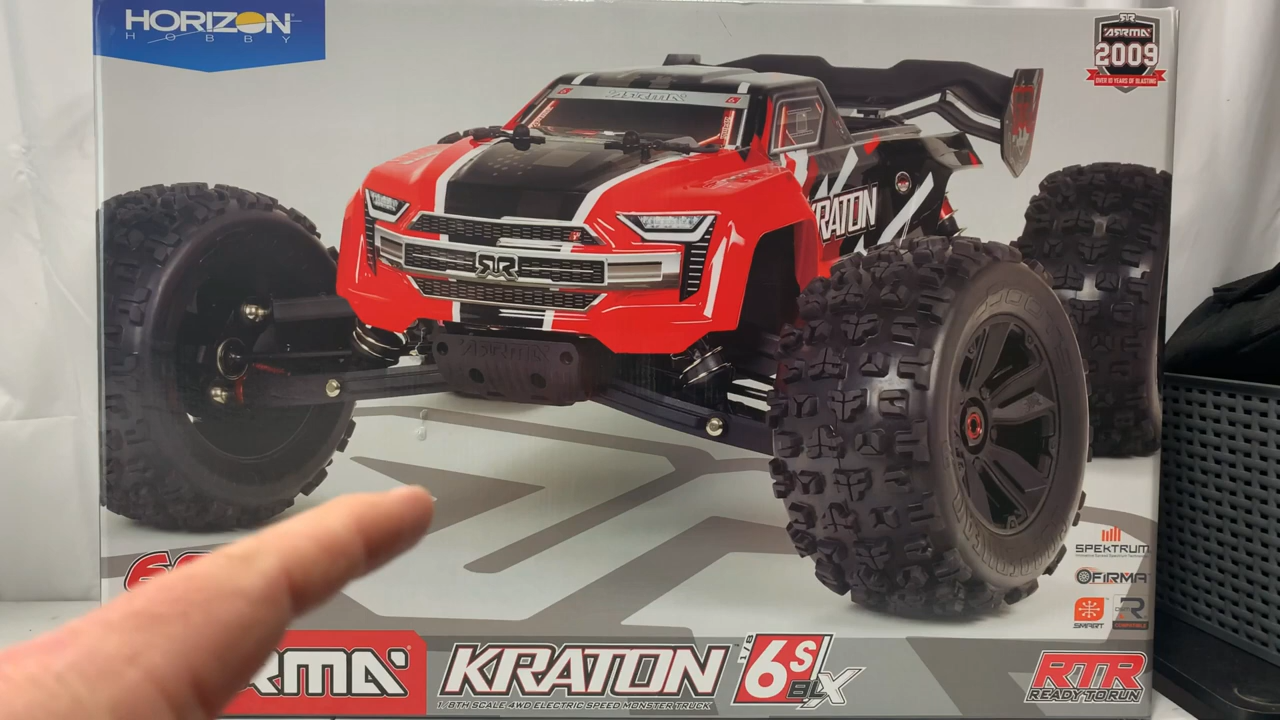 HORIZON
HOBBY
ARRMA
2009
OVER 10 YEARS OF BLASTING
ARRMA
KRATON
ARRMA
SPEKTRUM
FIRMA
SMART
RMA
KRATON
1/8 6S BLX
1/8TH SCALE 4WD ELECTRIC SPEED MONSTER TRUCK
RTR
READY TO RUN